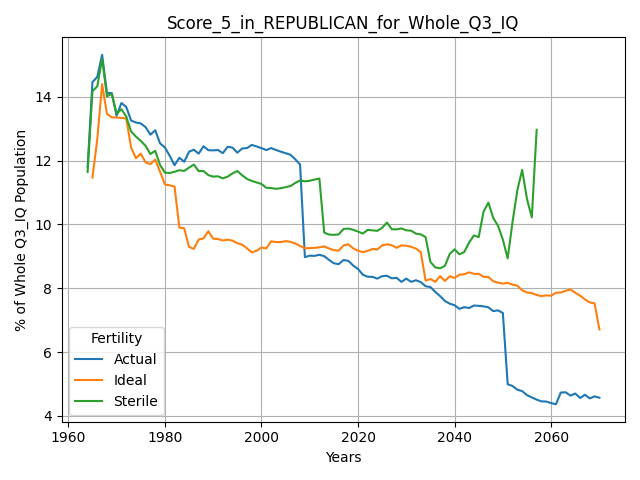 Score_5_in_REPUBLICAN_for_Whole_Q3_IQ
% of Whole Q3_IQ Population
14
12
10
8
6
4
Fertility
Actual
Ideal
Sterile
1960 1980 2000 2020 2040 2060
Years